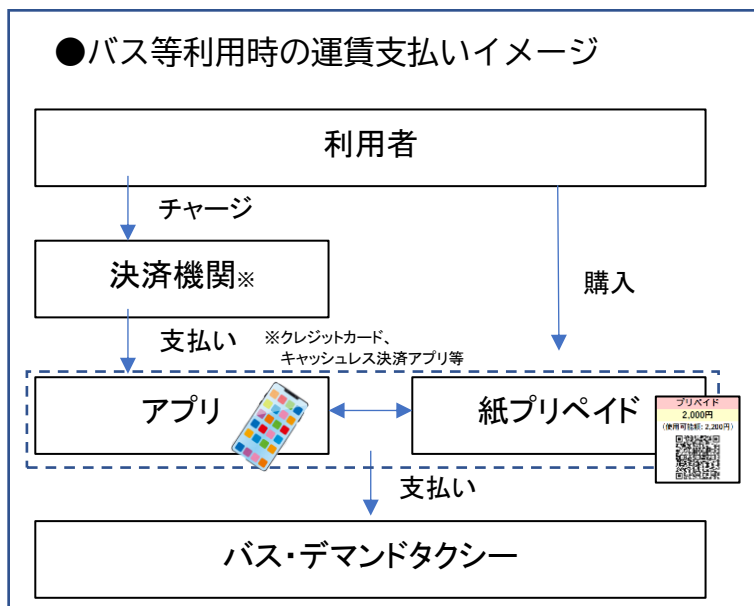 ●バス等利用時の運賃支払いイメージ
利用者
チャージ
決済機関※
購入
支払い
※クレジットカード、
キャッシュレス決済アプリ等
アプリ
紙プリペイド
プリペイド
2,000円
(使用可能額: 2,200円)
支払い
バス・デマンドタクシー